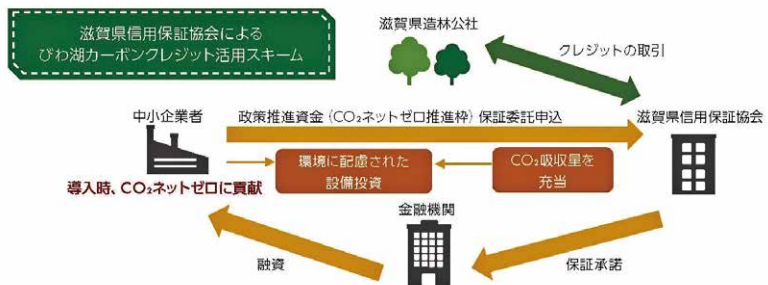 滋賀県信用保証協会による
びわ湖カーボンクレジット活用スキーム
滋賀県造林公社
クレジットの取引
中小企業者
政策推進資金(CO₂ネットゼロ推進枠)保証委託申込
滋賀県信用保証協会
環境に配慮された
設備投資
CO₂吸収量を
充当
導入時、CO₂ネットゼロに貢献
金融機関
融資
保証承諾